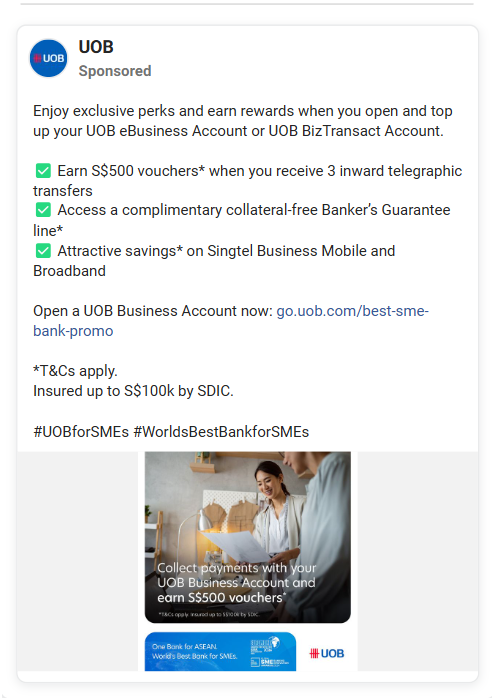 UOB
UOB
Sponsored
Enjoy exclusive perks and earn rewards when you open and top
up your UOB eBusiness Account or UOB BizTransact Account.
✅ Earn S$500 vouchers* when you receive 3 inward telegraphic
transfers
✅ Access a complimentary collateral-free Banker's Guarantee
line*
✅ Attractive savings* on Singtel Business Mobile and
Broadband
Open a UOB Business Account now: go.uob.com/best-sme-
bank-promo
*T&Cs apply.
Insured up to S$100k by SDIC.
#UOBforSMEs #WorldsBestBankforSMEs
Collect payments with your
UOB Business Account and
earn S$500 vouchers*
*T&Cs apply. Insured up to S$100k by SDIC.
One Bank for ASEAN.
World's Best Bank for SMEs.
UOB